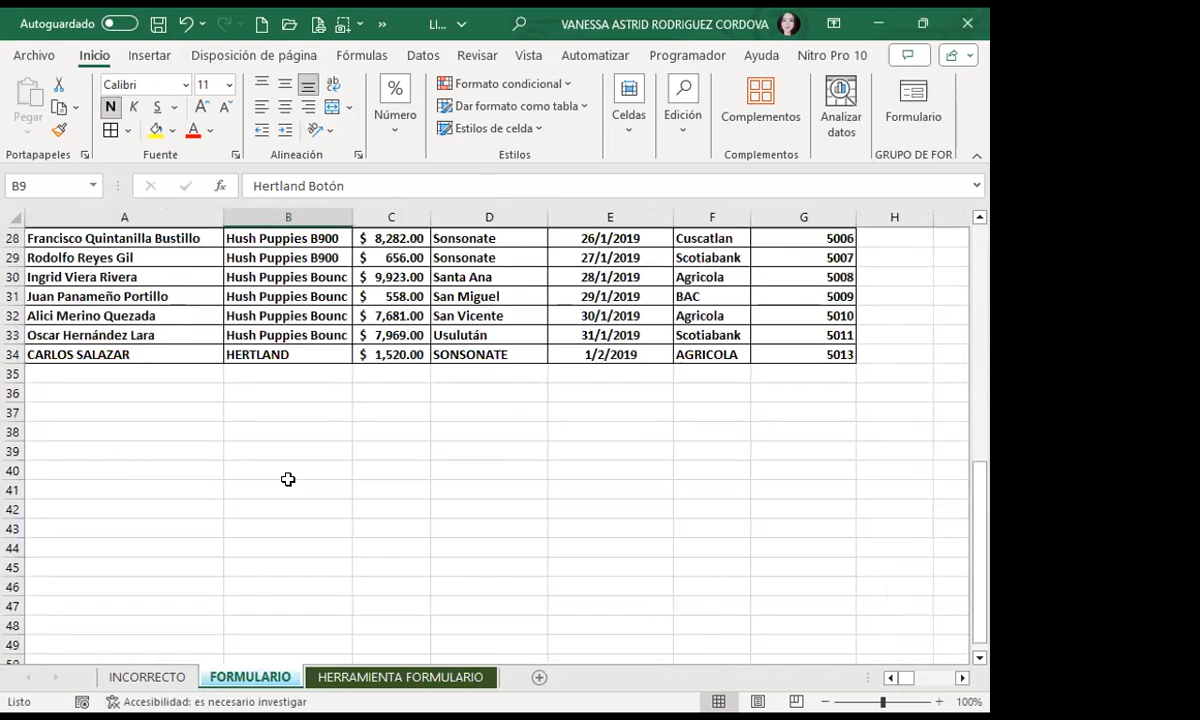 Autoguardado LI... VANESSA ASTRID RODRIGUEZ CORDOVA
Archivo Inicio Insertar Disposición de página Fórmulas Datos Revisar Vista Automatizar Programador Ayuda Nitro Pro 10
Pegar Calibri 11 N K S Número Formato condicional Dar formato como tabla Estilos de celda Celdas Edición Complementos Analizar datos Formulario
Portapapeles Fuente Alineación Estilos Complementos GRUPO DE FOR
B9 fx Hertland Botón
A B C D E F G H
28 Francisco Quintanilla Bustillo Hush Puppies B900 $ 8,282.00 Sonsonate 26/1/2019 Cuscatlan 5006
29 Rodolfo Reyes Gil Hush Puppies B900 $ 656.00 Sonsonate 27/1/2019 Scotiabank 5007
30 Ingrid Viera Rivera Hush Puppies Bounc $ 9,923.00 Santa Ana 28/1/2019 Agricola 5008
31 Juan Panameño Portillo Hush Puppies Bounc $ 558.00 San Miguel 29/1/2019 BAC 5009
32 Alici Merino Quezada Hush Puppies Bounc $ 7,681.00 San Vicente 30/1/2019 Agricola 5010
33 Oscar Hernández Lara Hush Puppies Bounc $ 7,969.00 Usulután 31/1/2019 Scotiabank 5011
34 CARLOS SALAZAR HERTLAND $ 1,520.00 SONSONATE 1/2/2019 AGRICOLA 5013
35
36
37
38
39
40
41
42
43
44
45
46
47
48
49
INCORRECTO FORMULARIO HERRAMIENTA FORMULARIO
Listo Accesibilidad: es necesario investigar 100%